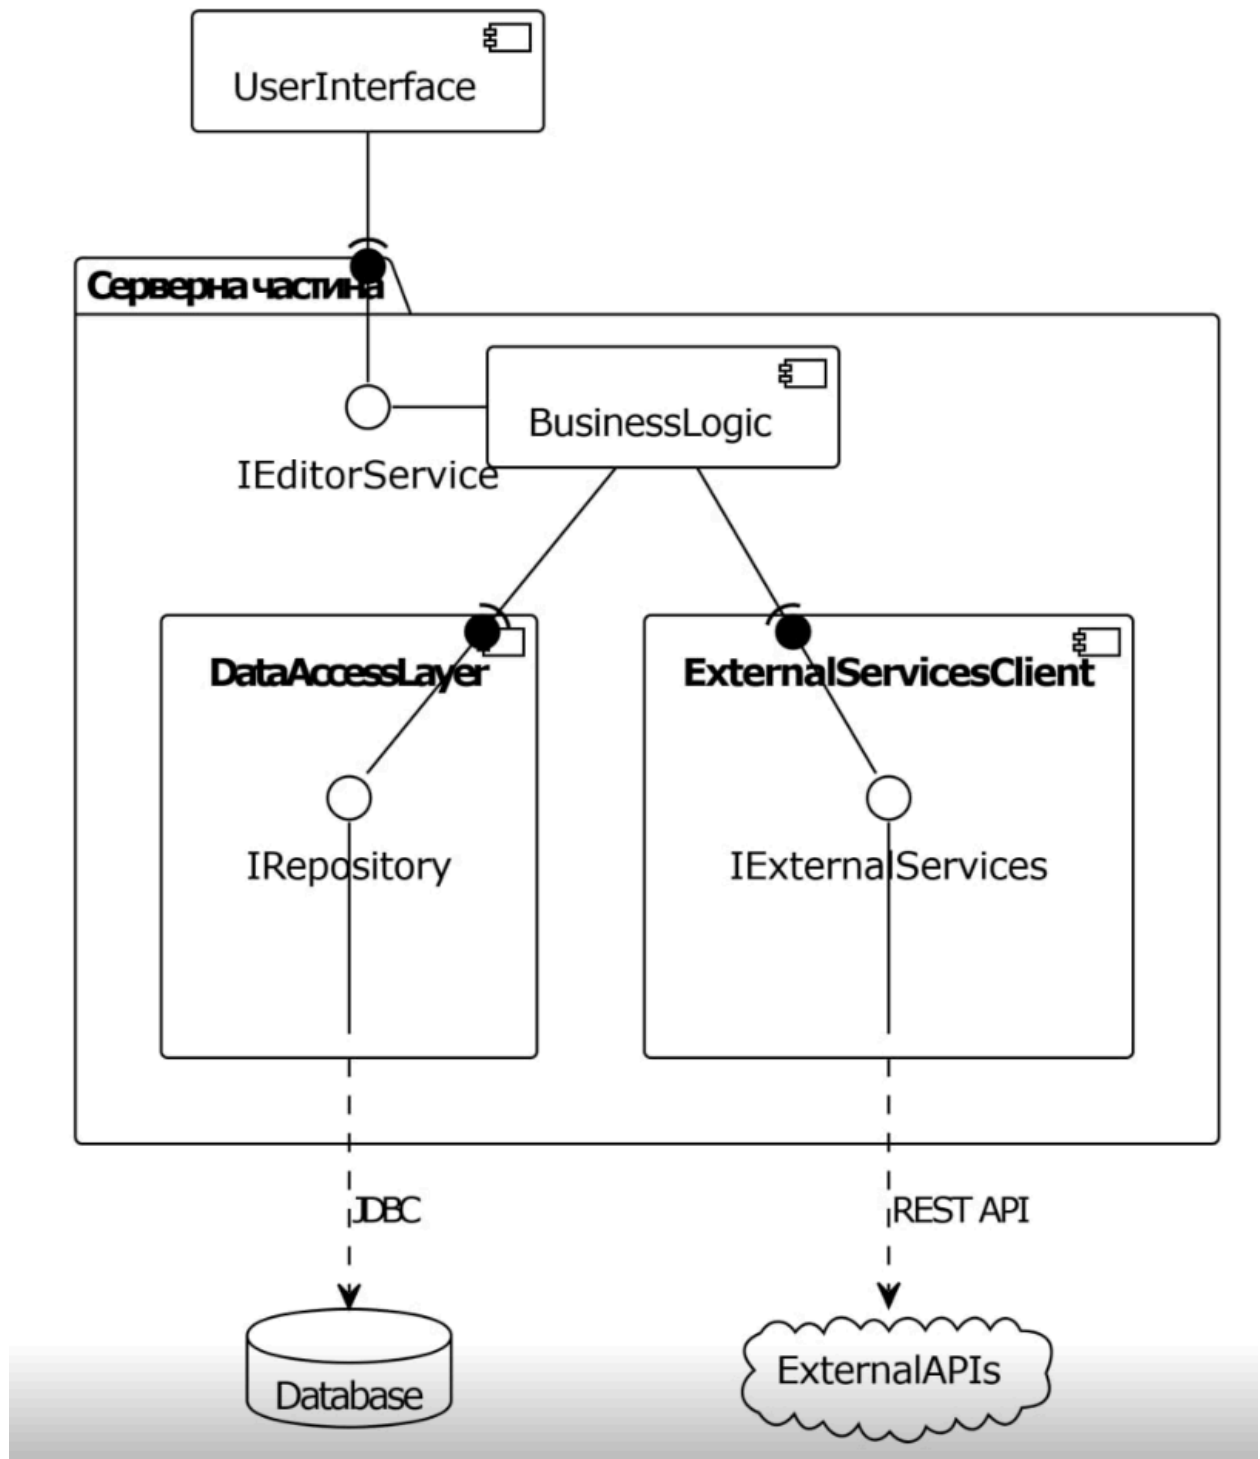 UserInterface
Серверна частина
BusinessLogic
IEditorService
DataAccessLayer
ExternalServicesClient
IRepository
IExternalServices
JDBC
REST API
Database
ExternalAPIs